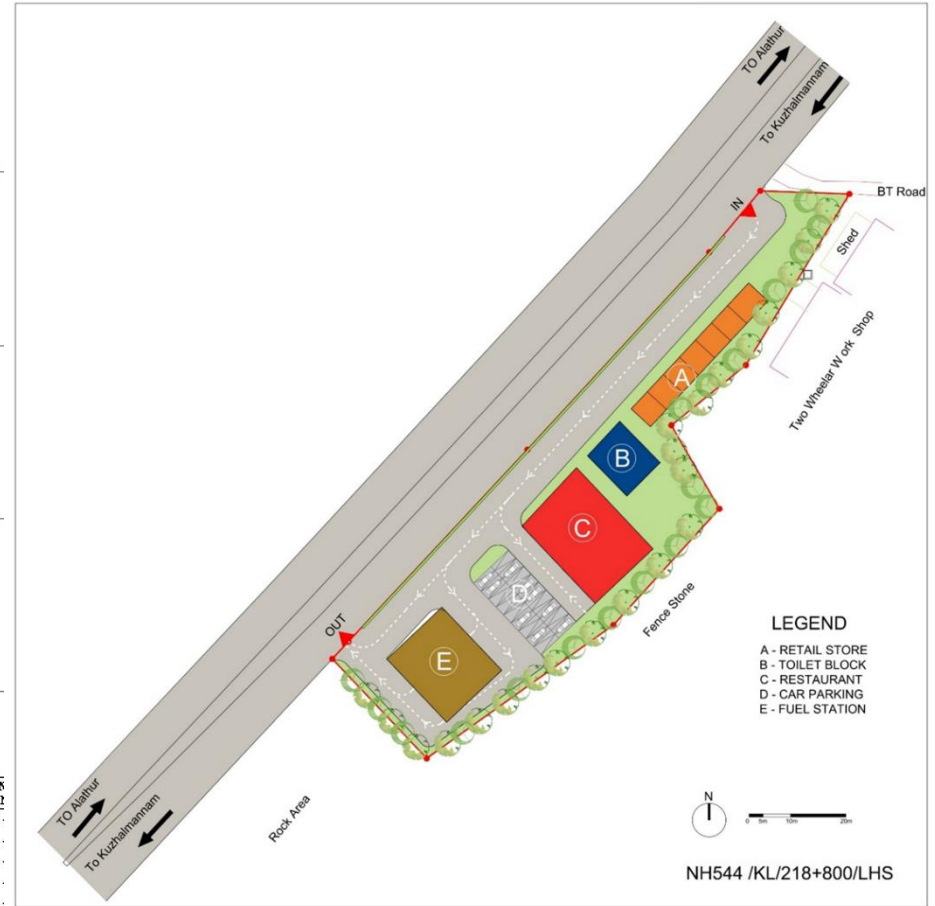 TO Alathur
To Kuzhalmannam
BT Road
IN
Shed
A
Two Wheelar Work Shop
B
C
D
Fence Stone
OUT
E
LEGEND
A - RETAIL STORE
B - TOILET BLOCK
C - RESTAURANT
D - CAR PARKING
E - FUEL STATION
TO Alathur
To Kuzhalmannam
Rock Area
N
0 5m 10m 20m
NH544 /KL/218+800/LHS